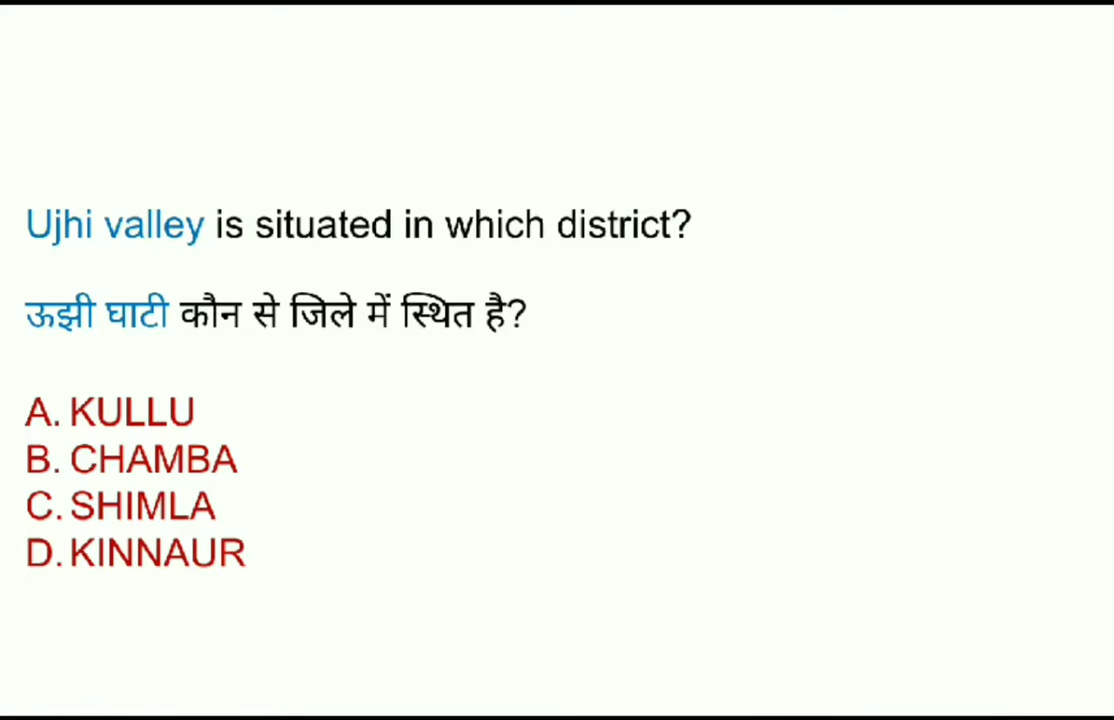 Ujhi valley is situated in which district?
ऊझी घाटी कौन से जिले में स्थित है?
A. KULLU
B. CHAMBA
C. SHIMLA
D. KINNAUR